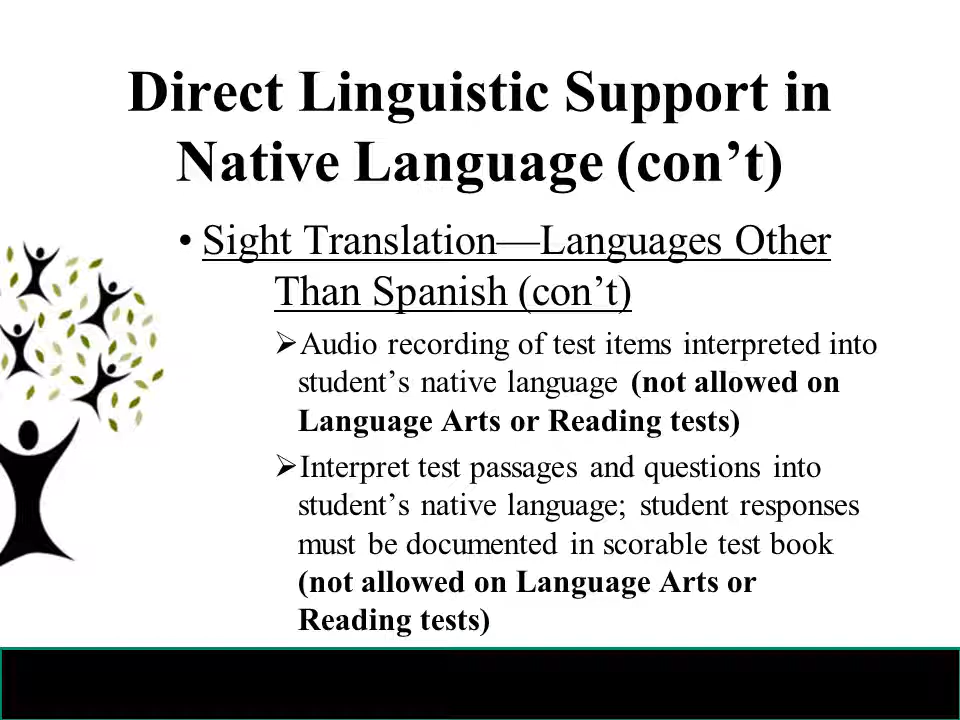 Direct Linguistic Support in
Native Language (con’t)
• Sight Translation—Languages Other
Than Spanish (con’t)
➢Audio recording of test items interpreted into
student’s native language (not allowed on
Language Arts or Reading tests)
➢Interpret test passages and questions into
student’s native language; student responses
must be documented in scorable test book
(not allowed on Language Arts or
Reading tests)